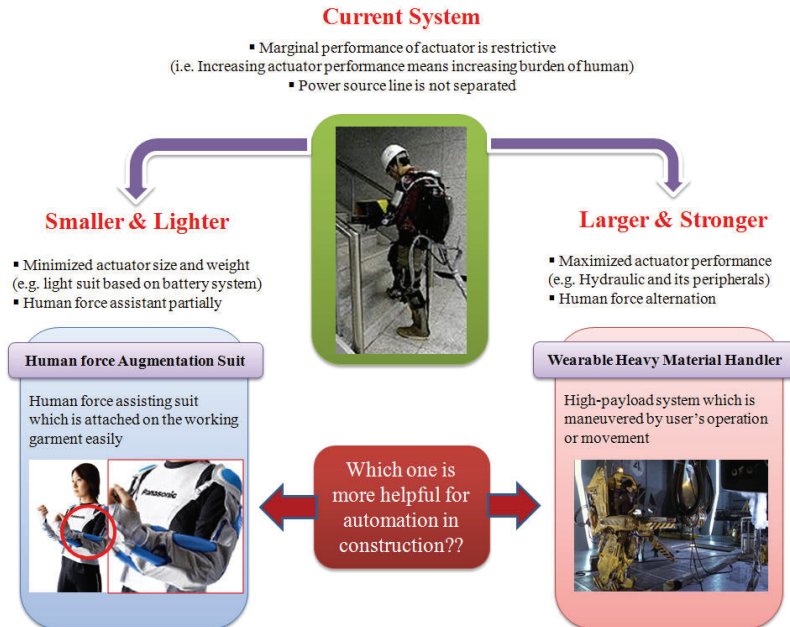 Current System
▪ Marginal performance of actuator is restrictive
(i.e. Increasing actuator performance means increasing burden of human)
▪ Power source line is not separated
Smaller & Lighter
▪ Minimized actuator size and weight
(e.g. light suit based on battery system)
▪ Human force assistant partially
Human force Augmentation Suit
Human force assisting suit
which is attached on the working
garment easily
Panasonic
Panasonic
Larger & Stronger
▪ Maximized actuator performance
(e.g. Hydraulic and its peripherals)
▪ Human force alternation
Wearable Heavy Material Handler
High-payload system which is
maneuvered by user's operation
or movement
Which one is
more helpful for
automation in
construction??